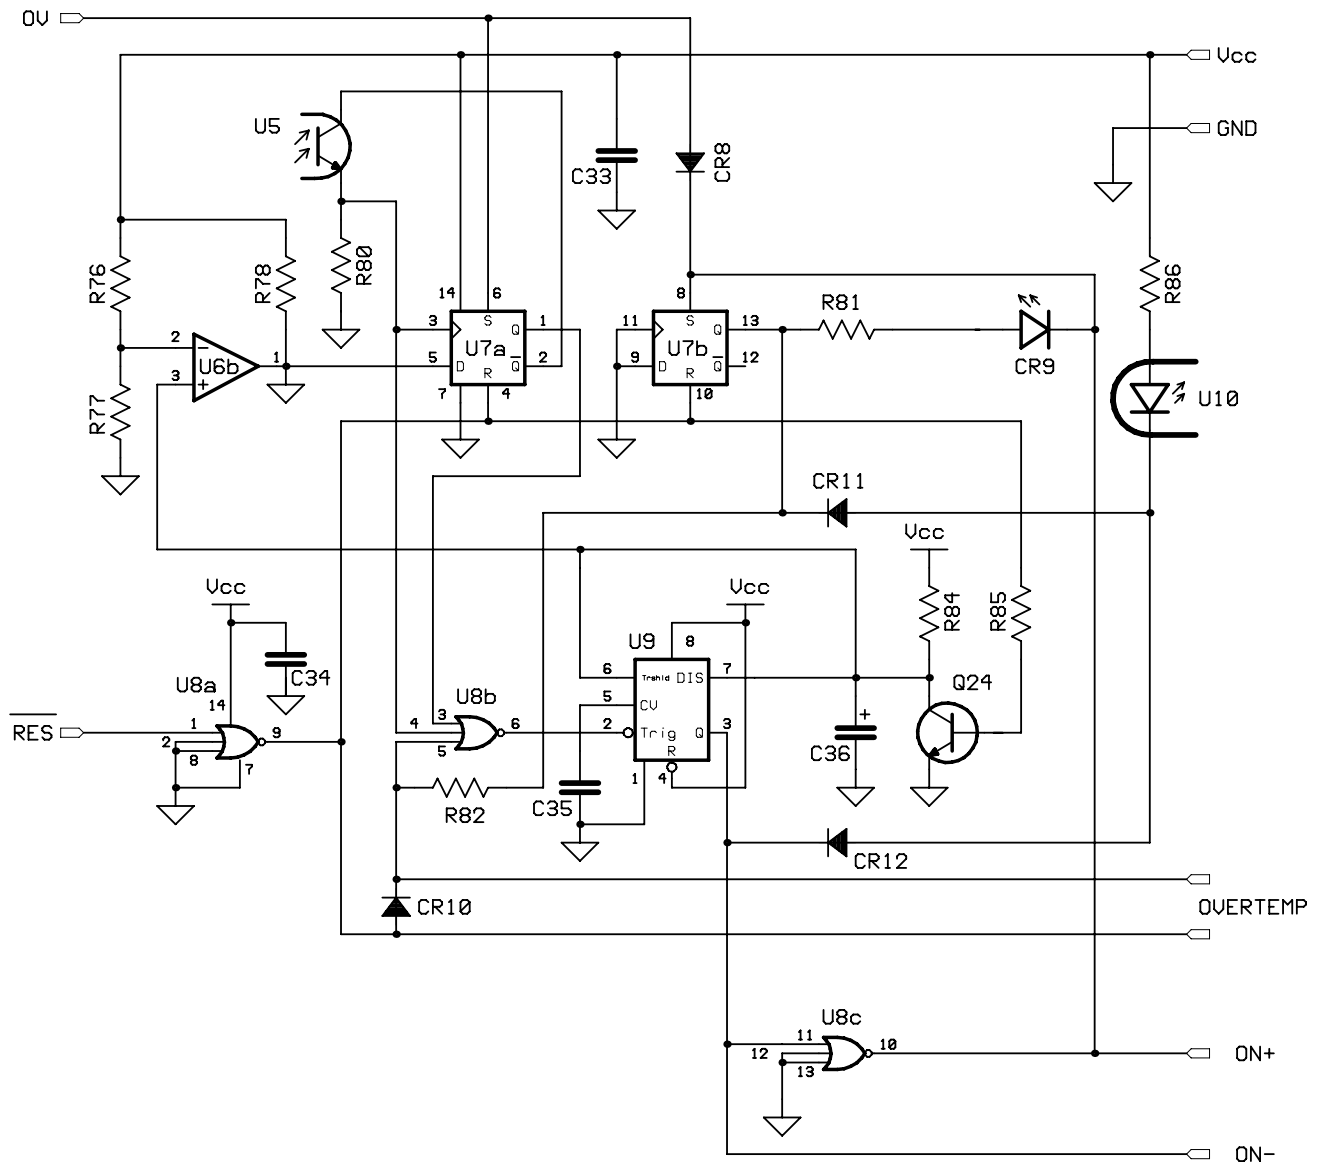 OV
Vcc
U5
GND
C33
CR8
R76
R78
R80
R86
14
6
8
R81
3
S
Q
1
11
S
Q
13
2
-
U6b
1
U7a
U7b
3
+
5
D
Q
2
9
D
Q
12
CR9
R
R
7
4
10
U10
R77
CR11
Vcc
Vcc
Vcc
R84
R85
U9
8
C34
6
Trshld
DIS
7
U8a
14
U8b
5
CV
Q24
RES
1
3
4
6
2
Trig
Q
3
+
2
9
5
R
C36
8
7
1
4
R82
C35
CR12
CR10
OVERTEMP
U8c
11
10
12
13
ON+
ON-